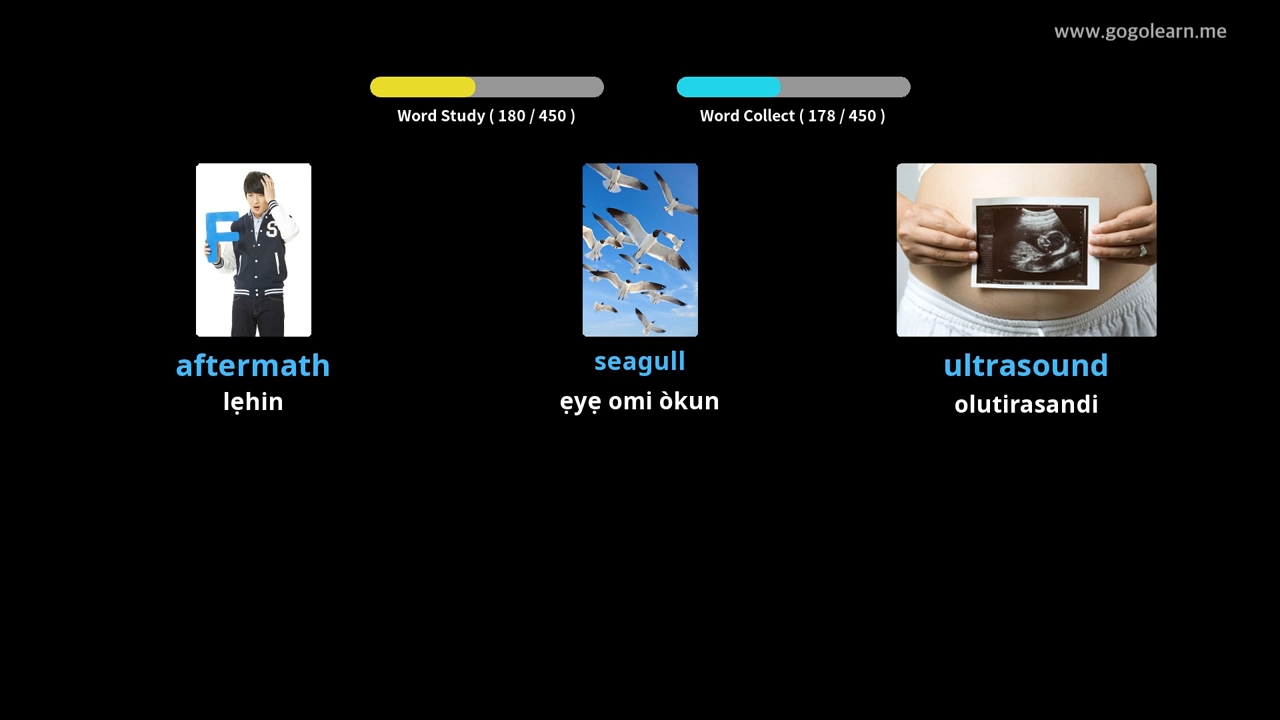 www.gogolearn.me
Word Study ( 180 / 450 )
Word Collect ( 178 / 450 )
F
S
aftermath
seagull
ultrasound
lẹhin
ẹyẹ omi òkun
olutirasandi